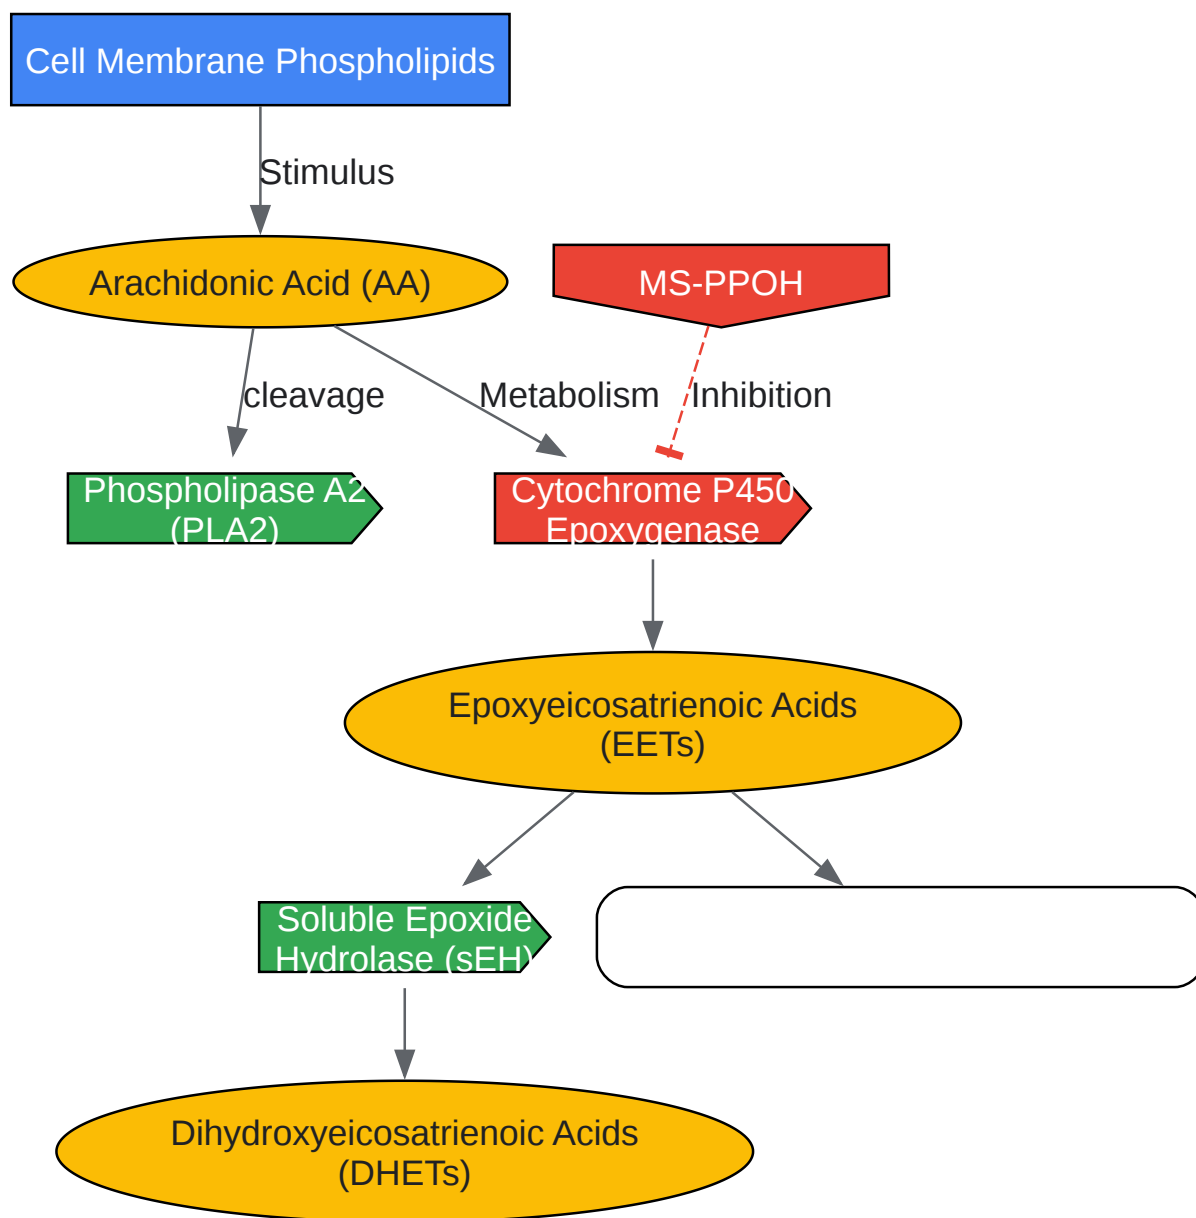 Cell Membrane Phospholipids
Stimulus
Arachidonic Acid (AA)
MS-PPOH
cleavage
Metabolism
Inhibition
Phospholipase A2
(PLA2)
Cytochrome P450
Epoxygenase
Epoxyeicosatrienoic Acids
(EETs)
Soluble Epoxide
Hydrolase (sEH)
Dihydroxyeicosatrienoic Acids
(DHETs)